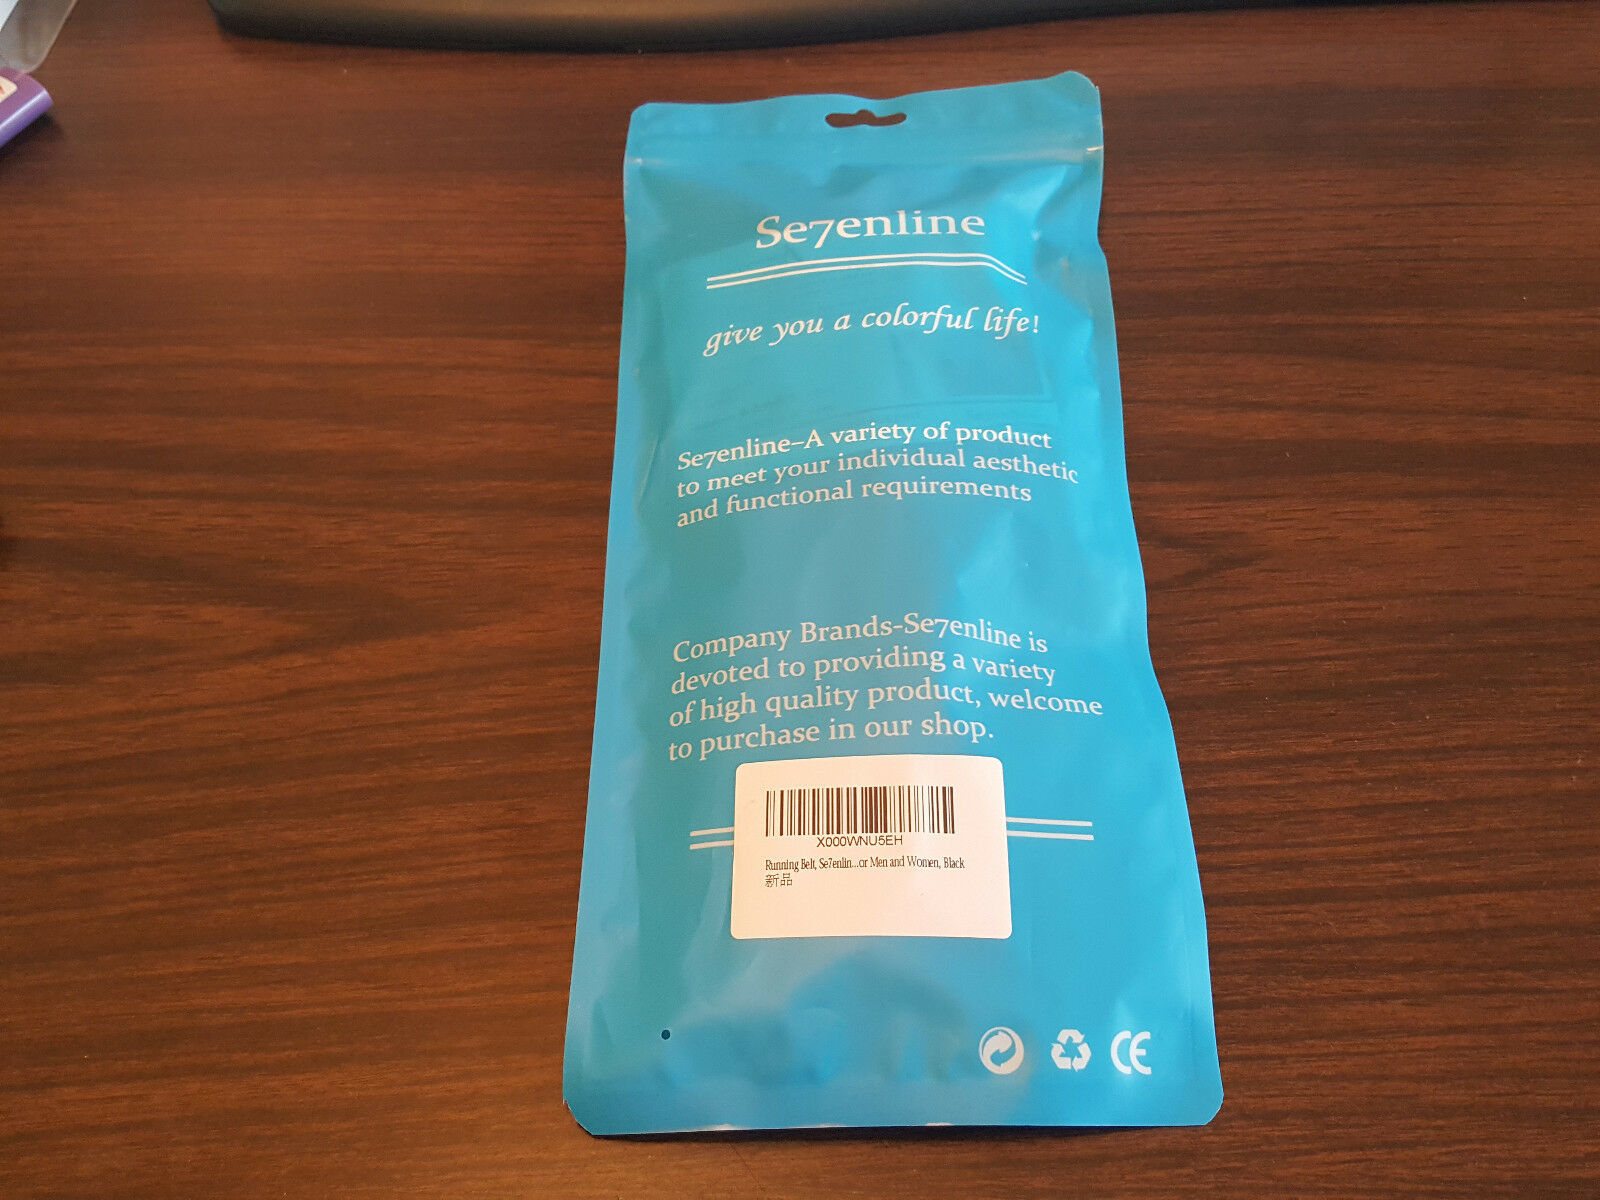 Se7enline
give you a colorful life!
Se7enline–A variety of product
to meet your individual aesthetic
and functional requirements
Company Brands-Se7enline is
devoted to providing a variety
of high quality product, welcome
to purchase in our shop.
X000WNU5EH
Running Belt, Se7enlin...or Men and Women, Black
新品
CE